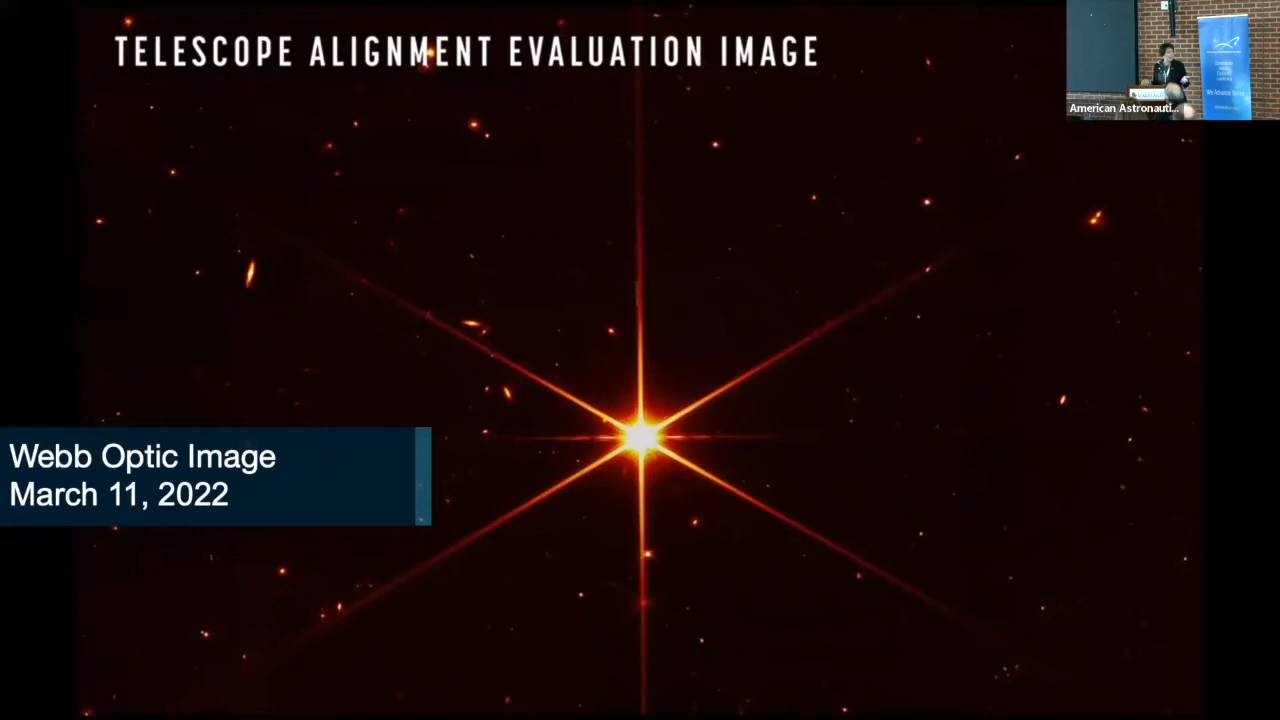 TELESCOPE ALIGNMENT EVALUATION IMAGE
American Astronauti...
Webb Optic Image
March 11, 2022